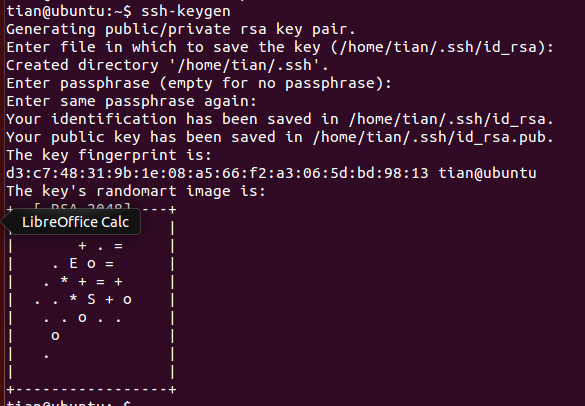 tian@ubuntu:~$ ssh-keygen
Generating public/private rsa key pair.
Enter file in which to save the key (/home/tian/.ssh/id_rsa):
Created directory '/home/tian/.ssh'.
Enter passphrase (empty for no passphrase):
Enter same passphrase again:
Your identification has been saved in /home/tian/.ssh/id_rsa.
Your public key has been saved in /home/tian/.ssh/id_rsa.pub.
The key fingerprint is:
d3:c7:48:31:9b:1e:08:a5:66:f2:a3:06:5d:bd:98:13 tian@ubuntu
The key's randomart image is:
+--[ RSA 2048]----+
LibreOffice Calc |
|       + . =     |
|    . E o =      |
|   . * + = +     |
|  . . * S + o    |
|   . . o . .     |
|    o            |
|   .             |
|                 |
+-----------------+
tian@ubuntu:~$